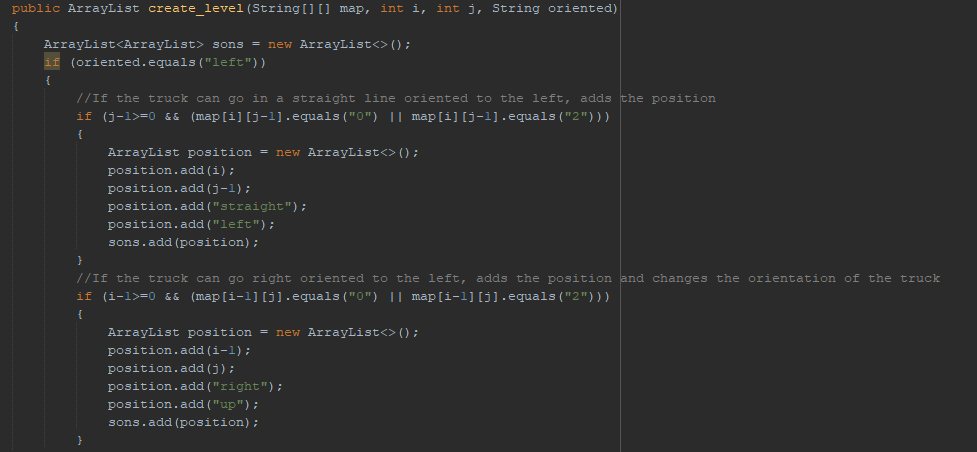 public ArrayList create_level(String[][] map, int i, int j, String oriented)
{
ArrayList<ArrayList> sons = new ArrayList<>();
if (oriented.equals("left"))
{
//If the truck can go in a straight line oriented to the left, adds the position
if (j-1>=0 && (map[i][j-1].equals("0") || map[i][j-1].equals("2")))
{
ArrayList position = new ArrayList<>();
position.add(i);
position.add(j-1);
position.add("straight");
position.add("left");
sons.add(position);
}
//If the truck can go right oriented to the left, adds the position and changes the orientation of the truck
if (i-1>=0 && (map[i-1][j].equals("0") || map[i-1][j].equals("2")))
{
ArrayList position = new ArrayList<>();
position.add(i-1);
position.add(j);
position.add("right");
position.add("up");
sons.add(position);
}